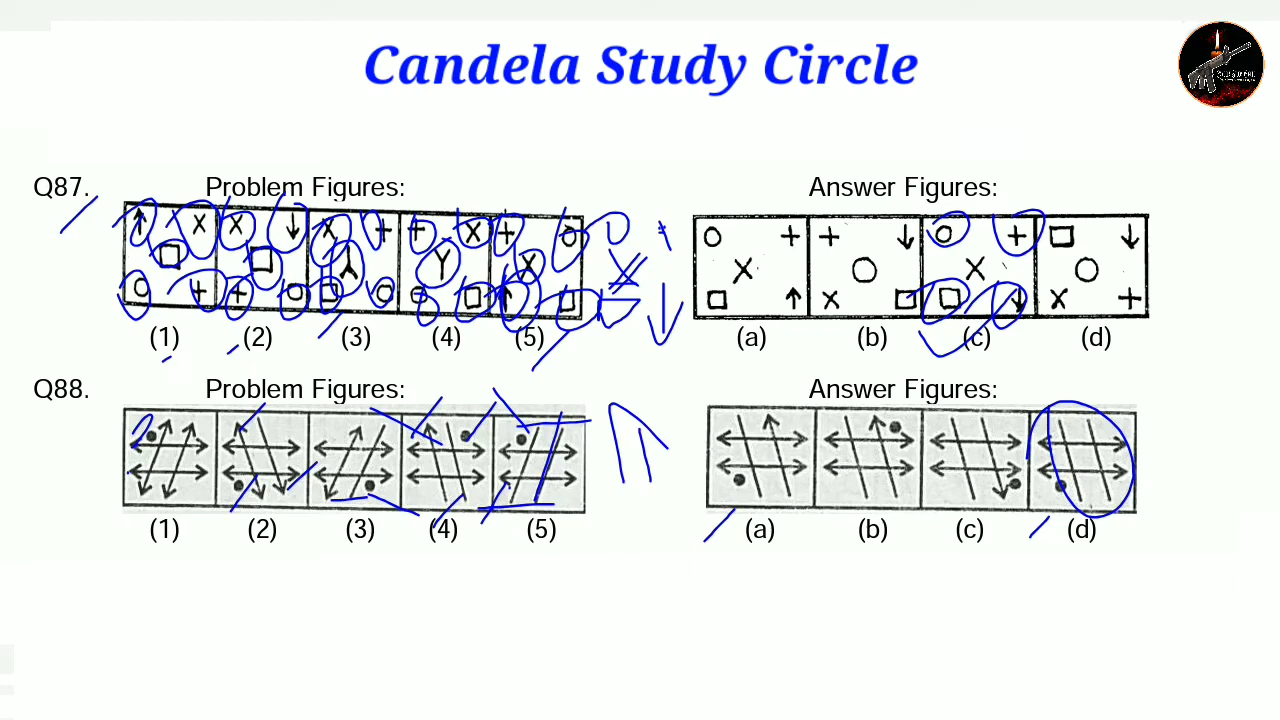 Candela Study Circle
Q87. Problem Figures: Answer Figures:
(1) (2) (3) (4) (5) (a) (b) (c) (d)
Q88. Problem Figures: Answer Figures:
(1) (2) (3) (4) (5) (a) (b) (c) (d)